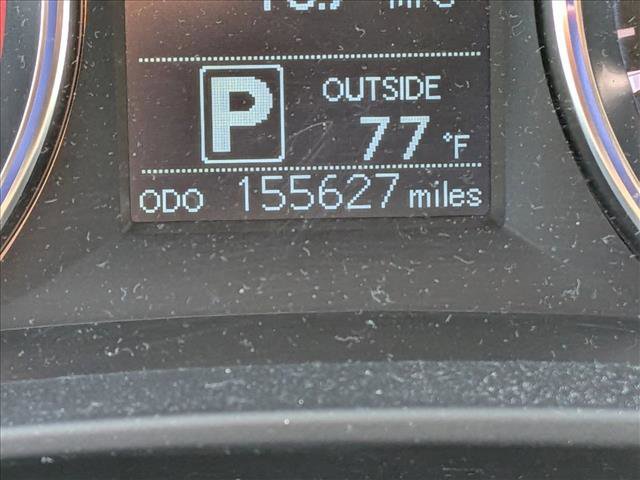 P
OUTSIDE
77 °F
ODO 155627 miles